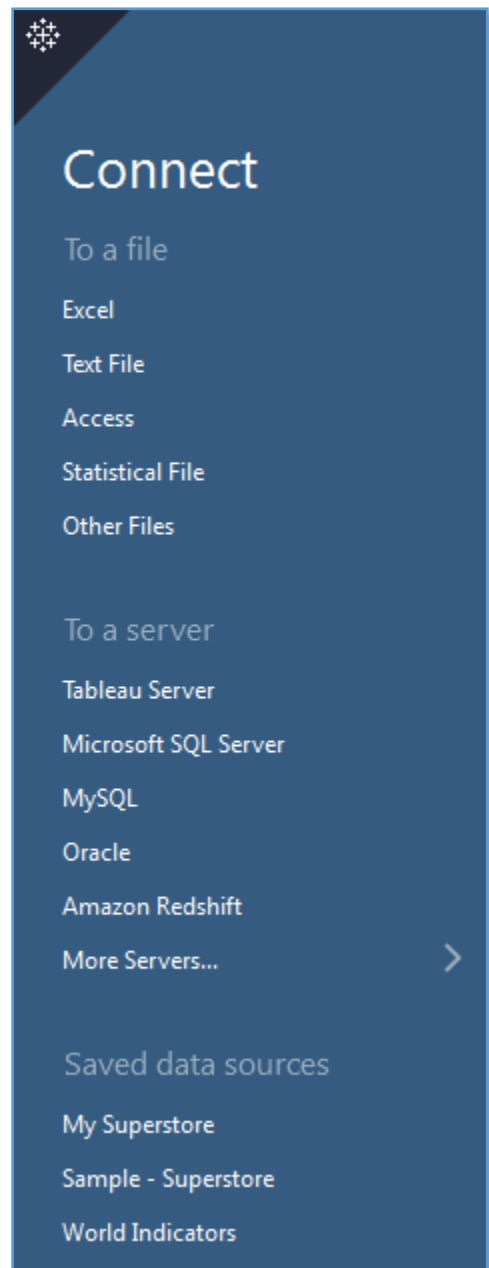 Connect
To a file
Excel
Text File
Access
Statistical File
Other Files
To a server
Tableau Server
Microsoft SQL Server
MySQL
Oracle
Amazon Redshift
More Servers...
Saved data sources
My Superstore
Sample - Superstore
World Indicators